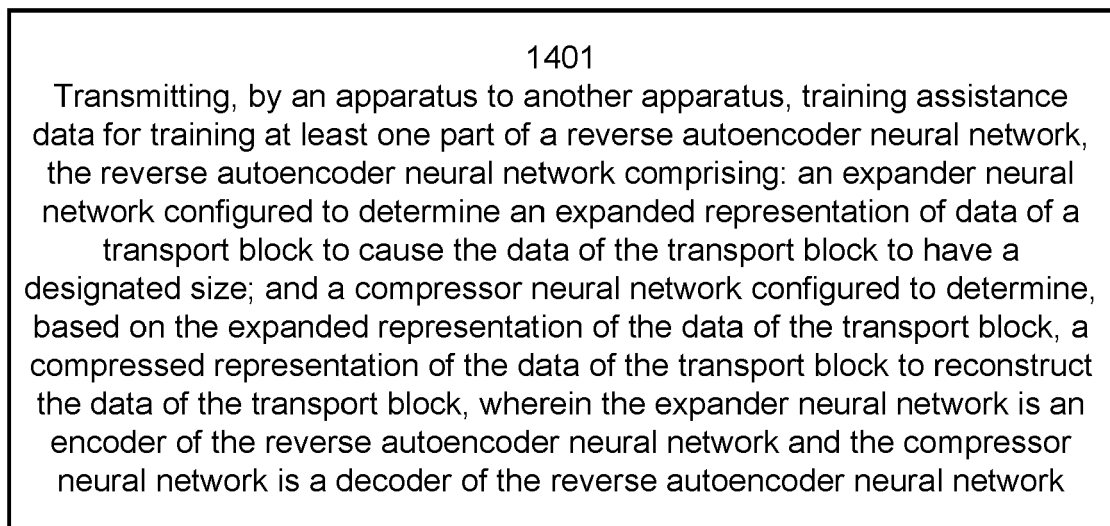 1401
Transmitting, by an apparatus to another apparatus, training assistance
data for training at least one part of a reverse autoencoder neural network,
the reverse autoencoder neural network comprising: an expander neural
network configured to determine an expanded representation of data of a
transport block to cause the data of the transport block to have a
designated size; and a compressor neural network configured to determine,
based on the expanded representation of the data of the transport block, a
compressed representation of the data of the transport block to reconstruct
the data of the transport block, wherein the expander neural network is an
encoder of the reverse autoencoder neural network and the compressor
neural network is a decoder of the reverse autoencoder neural network